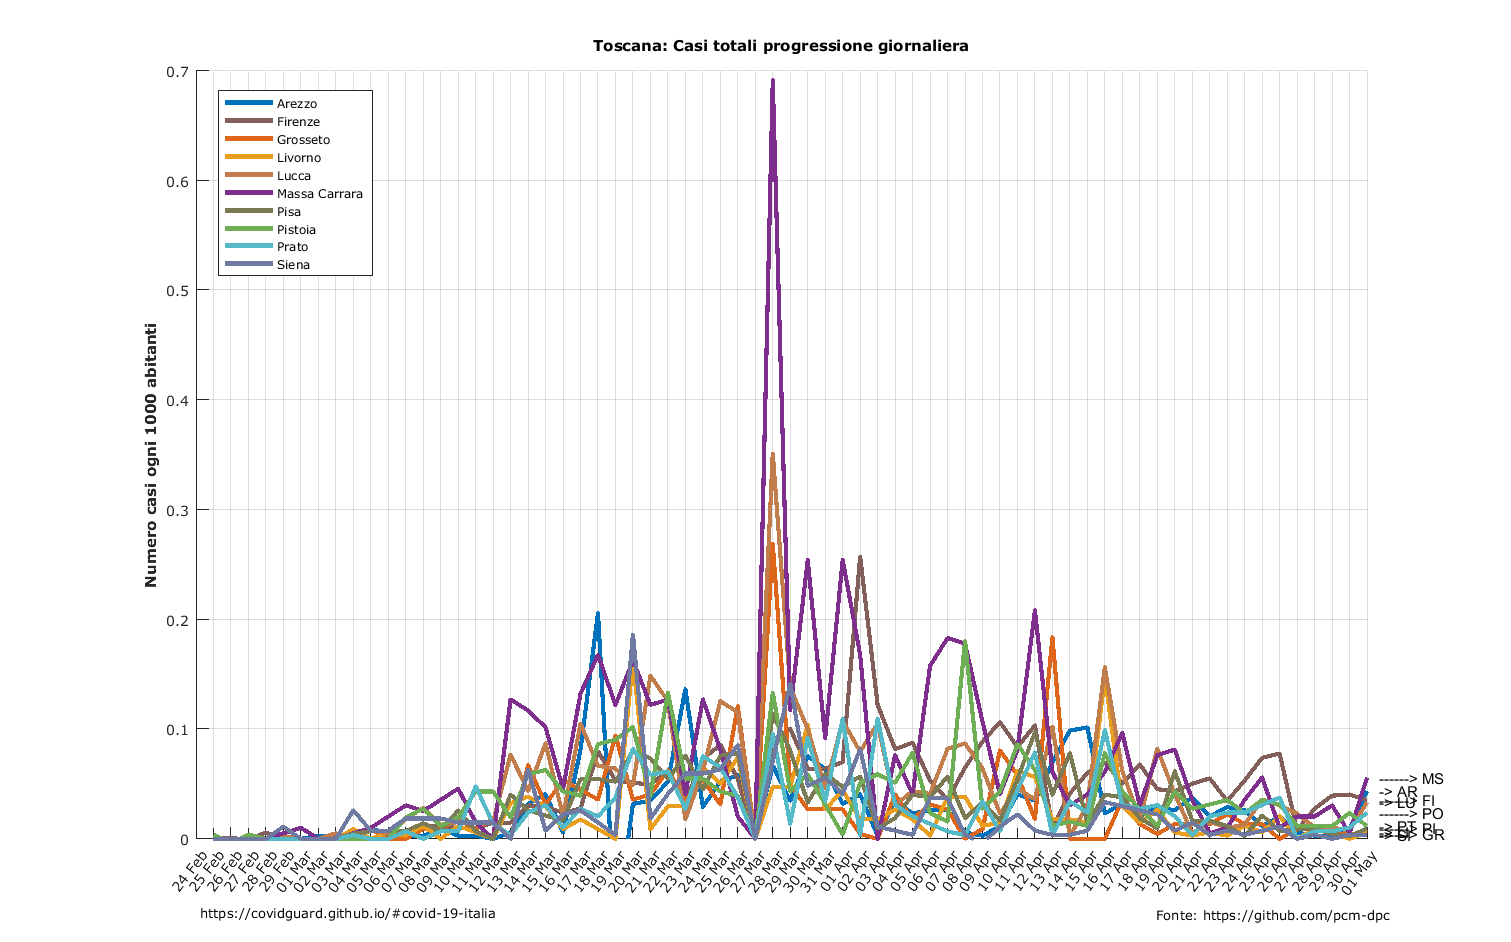 Toscana: Casi totali progressione giornaliera
Numero casi ogni 1000 abitanti
0.7
0.6
0.5
0.4
0.3
0.2
0.1
0
Arezzo
Firenze
Grosseto
Livorno
Lucca
Massa Carrara
Pisa
Pistoia
Prato
Siena
------> MS
-> AR
-> LU
----> FI
------> PO
-> PT
----> PI
------> GR
24 Feb
25 Feb
26 Feb
27 Feb
28 Feb
29 Feb
01 Mar
02 Mar
03 Mar
04 Mar
05 Mar
06 Mar
07 Mar
08 Mar
09 Mar
10 Mar
11 Mar
12 Mar
13 Mar
14 Mar
15 Mar
16 Mar
17 Mar
18 Mar
19 Mar
20 Mar
21 Mar
22 Mar
23 Mar
24 Mar
25 Mar
26 Mar
27 Mar
28 Mar
29 Mar
30 Mar
31 Mar
01 Apr
02 Apr
03 Apr
04 Apr
05 Apr
06 Apr
07 Apr
08 Apr
09 Apr
10 Apr
11 Apr
12 Apr
13 Apr
14 Apr
15 Apr
16 Apr
17 Apr
18 Apr
19 Apr
20 Apr
21 Apr
22 Apr
23 Apr
24 Apr
25 Apr
26 Apr
27 Apr
28 Apr
29 Apr
30 Apr
01 May
https://covidguard.github.io/#covid-19-italia
Fonte: https://github.com/pcm-dpc